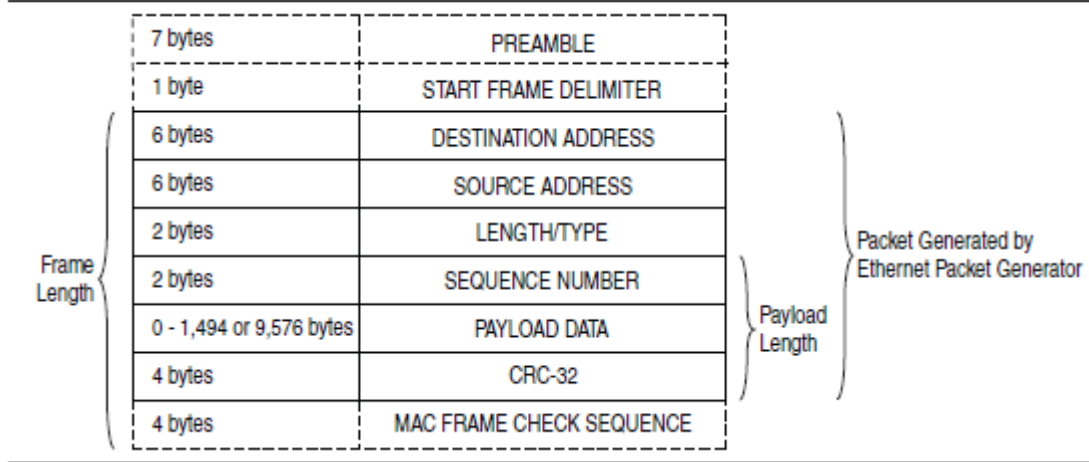 7 bytes PREAMBLE
1 byte START FRAME DELIMITER
6 bytes DESTINATION ADDRESS
6 bytes SOURCE ADDRESS
2 bytes LENGTH/TYPE
2 bytes SEQUENCE NUMBER
0 - 1,494 or 9,576 bytes PAYLOAD DATA
4 bytes CRC-32
4 bytes MAC FRAME CHECK SEQUENCE
Frame
Length
Payload
Length
Packet Generated by
Ethernet Packet Generator